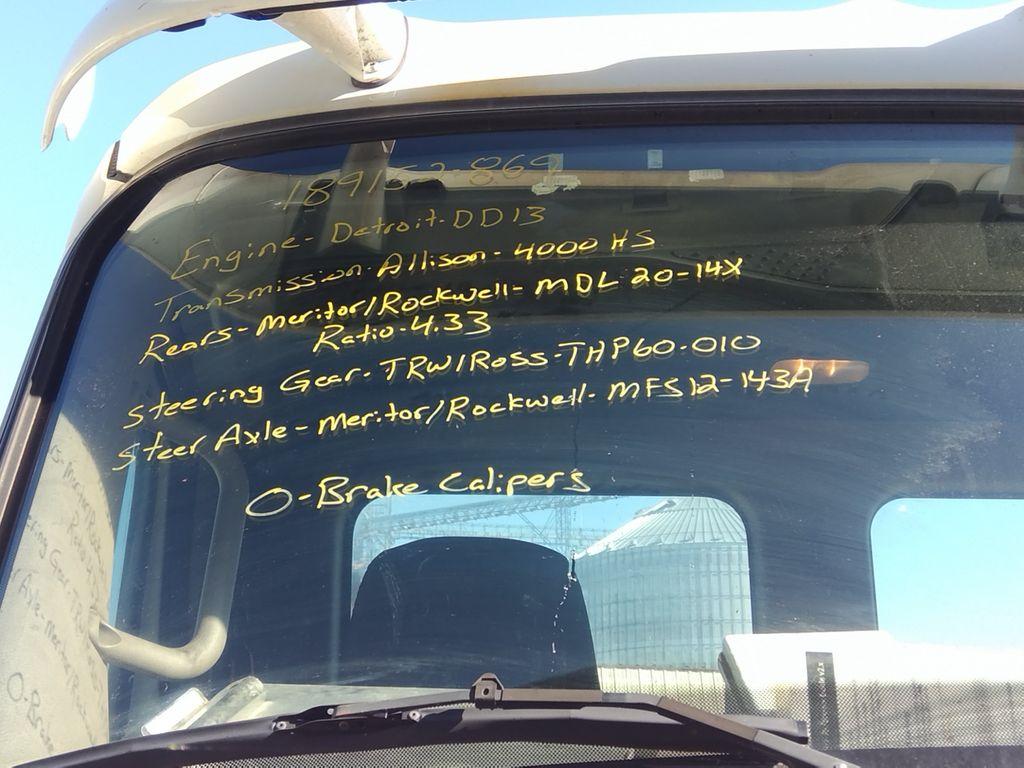 189152-869
Engine-Detroit-DD13
Transmission-Allison-4000 HS
Rears-Meritor/Rockwell-MDL 20-14X
Ratio-4.33
Steering Gear-TRW/Ross-THP60-010
Steer Axle-Meritor/Rockwell-MFS12-143A
O-Brake Calipers